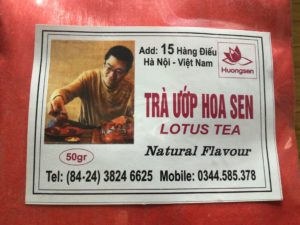 Add: 15 Hàng Điếu
Hà Nội - Việt Nam
Huongsen
TRÀ ƯỚP HOA SEN
LOTUS TEA
50gr
Natural Flavour
Tel: (84-24) 3824 6625 Mobile: 0344.585.378